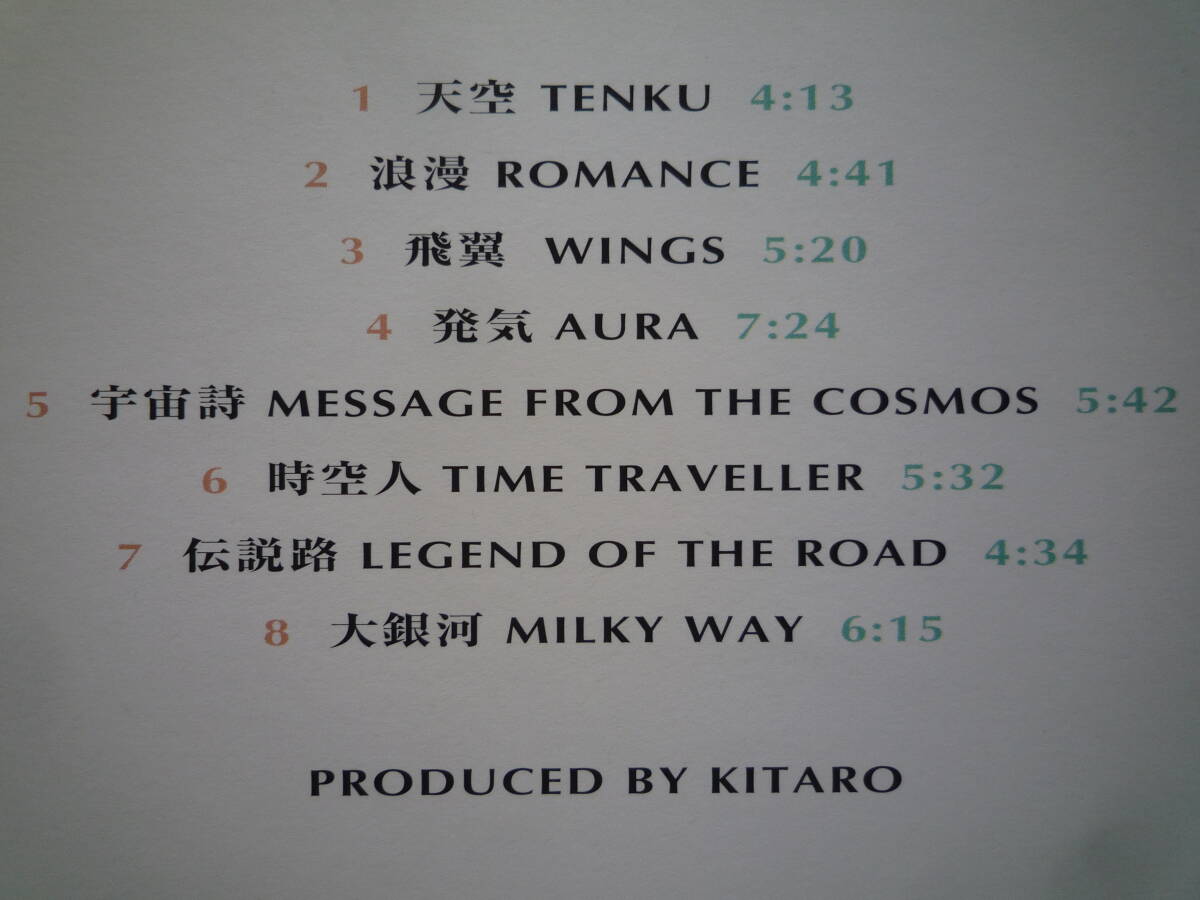 1 天空 TENKU 4:13
2 浪漫 ROMANCE 4:41
3 飛翼 WINGS 5:20
4 発気 AURA 7:24
5 宇宙詩 MESSAGE FROM THE COSMOS 5:42
6 時空人 TIME TRAVELLER 5:32
7 伝説路 LEGEND OF THE ROAD 4:34
8 大銀河 MILKY WAY 6:15
PRODUCED BY KITARO